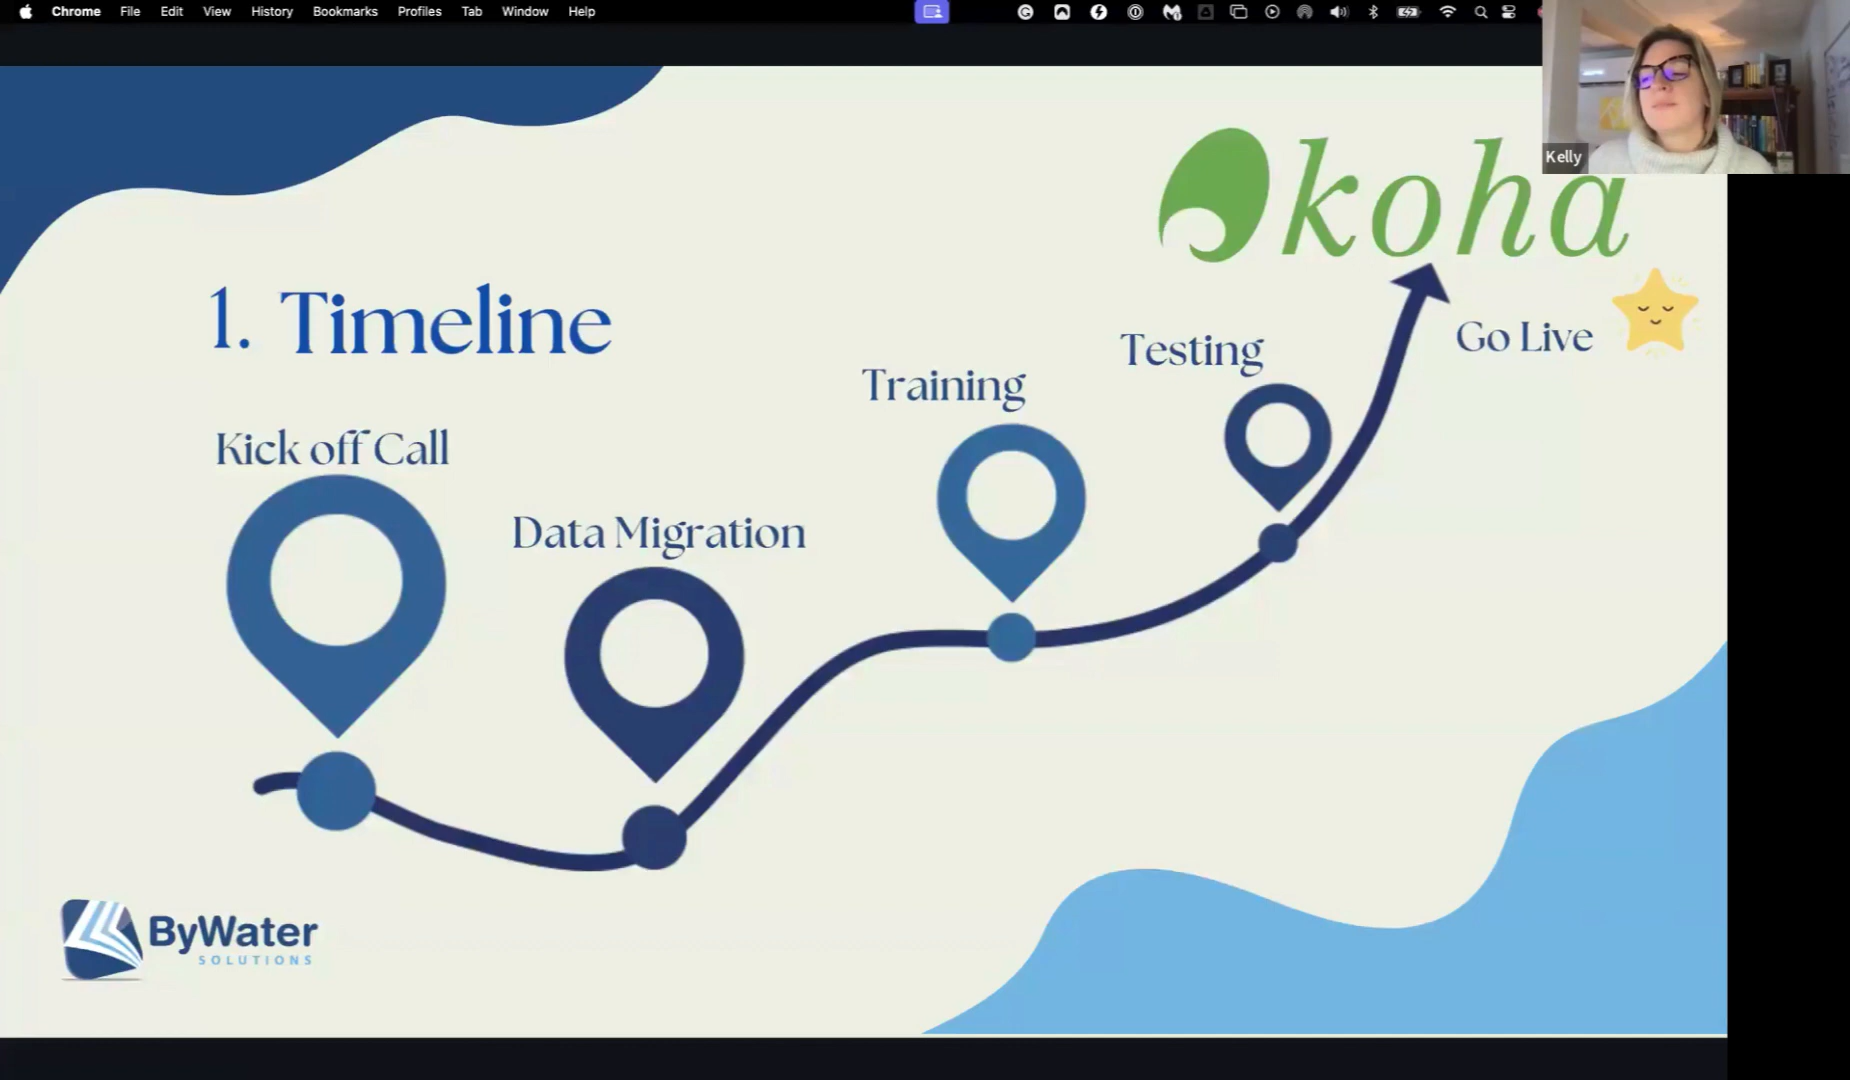 Chrome File Edit View History Bookmarks Profiles Tab Window Help
Kelly
koha
1. Timeline
Go Live
Testing
Training
Kick off Call
Data Migration
ByWater
SOLUTIONS